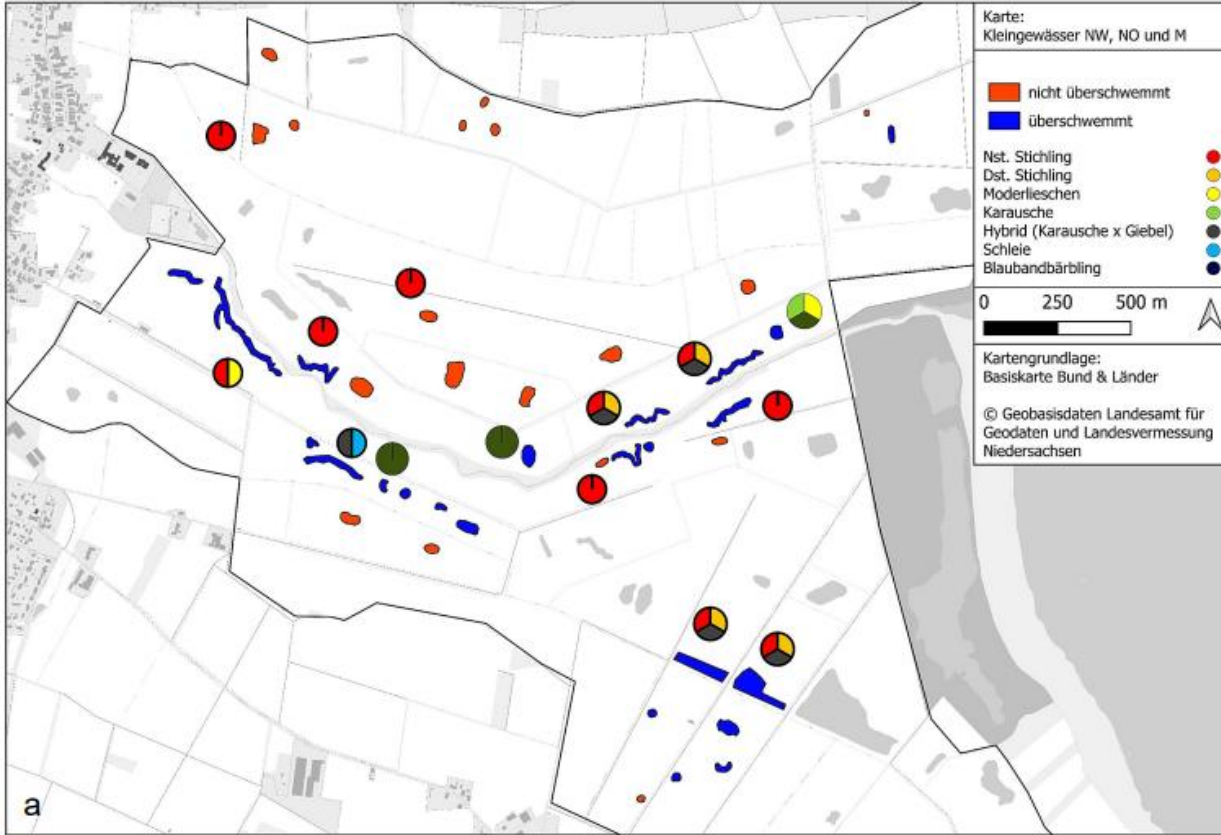 Karte:
Kleingewässer NW, NO und M
nicht überschwemmt
überschwemmt
Nst. Stichling
Dst. Stichling
Moderlieschen
Karausche
Hybrid (Karausche x Giebel)
Schleie
Blaubandbärbling
0 250 500 m
Kartengrundlage:
Basiskarte Bund & Länder
© Geobasisdaten Landesamt für
Geodaten und Landesvermessung
Niedersachsen
a